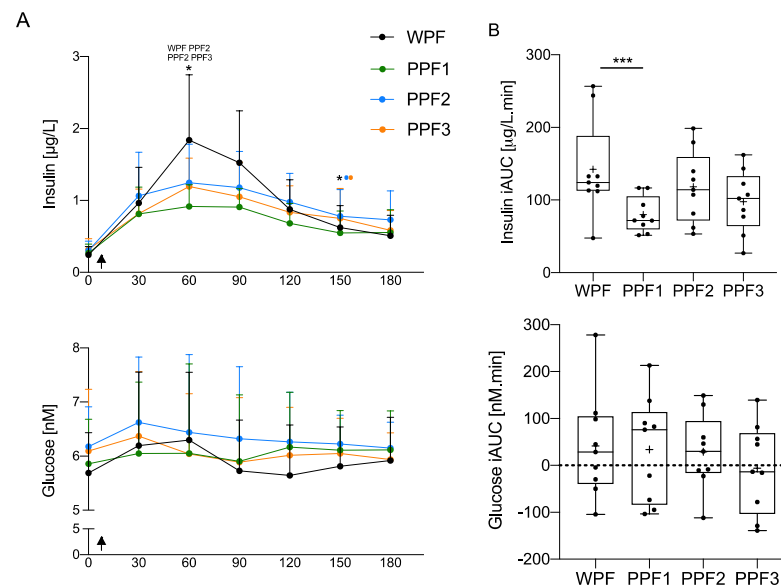 A
WPF
PPF1
PPF2
PPF3
WPF PPF2
PPF2 PPF3
*
*
Insulin [µg/L]
3
2
1
0
0 30 60 90 120 150 180
Glucose [nM]
8
7
6
5
5
0
0 30 60 90 120 150 180
B
***
Insulin iAUC [µg/L.min]
300
200
100
0
WPF PPF1 PPF2 PPF3
Glucose iAUC [nM.min]
300
200
100
0
-100
-200
WPF PPF1 PPF2 PPF3